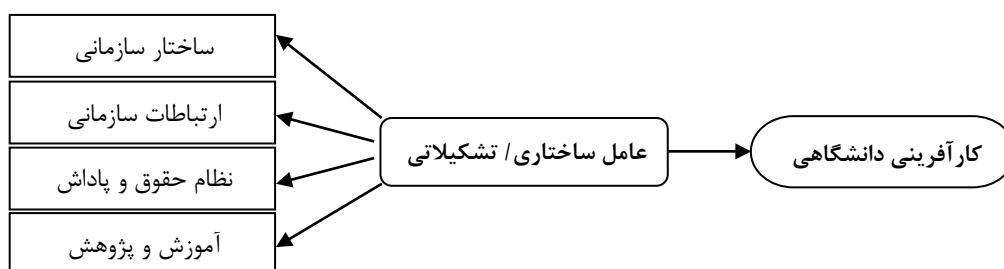 ساختار سازمانی
ارتباطات سازمانی
نظام حقوق و پاداش
آموزش و پژوهش
عامل ساختاری/ تشکیلاتی
کارآفرینی دانشگاهی